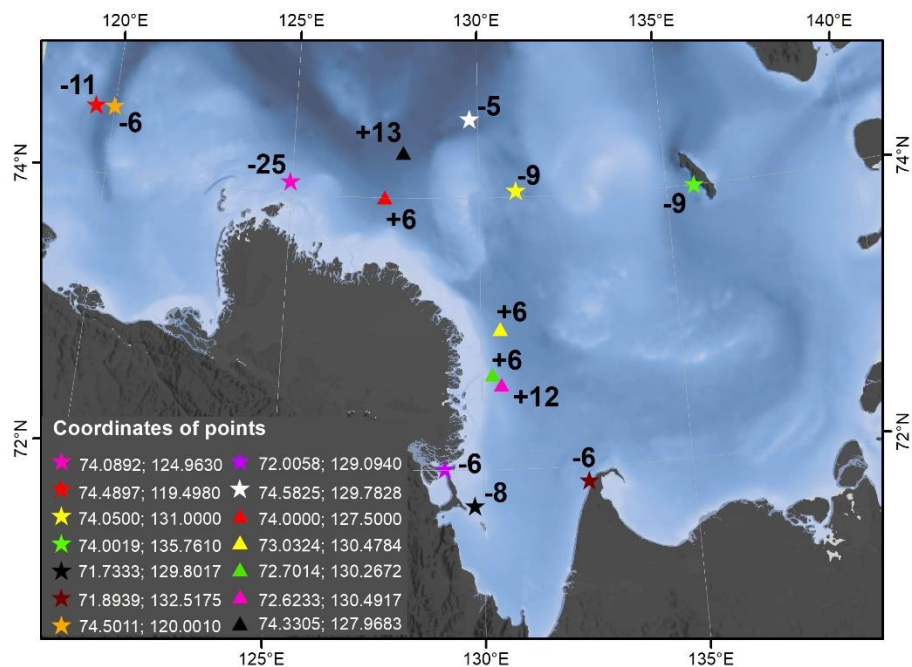 120°E 125°E 130°E 135°E 140°E
-11
-6
-5
+13
-25
-9
-9
+6
74°N
74°N
+6
+6
+12
72°N
72°N
-6
-6
-8
Coordinates of points
74.0892; 124.9630 72.0058; 129.0940
74.4897; 119.4980 74.5825; 129.7828
74.0500; 131.0000 74.0000; 127.5000
74.0019; 135.7610 73.0324; 130.4784
71.7333; 129.8017 72.7014; 130.2672
71.8939; 132.5175 72.6233; 130.4917
74.5011; 120.0010 74.3305; 127.9683
125°E 130°E 135°E